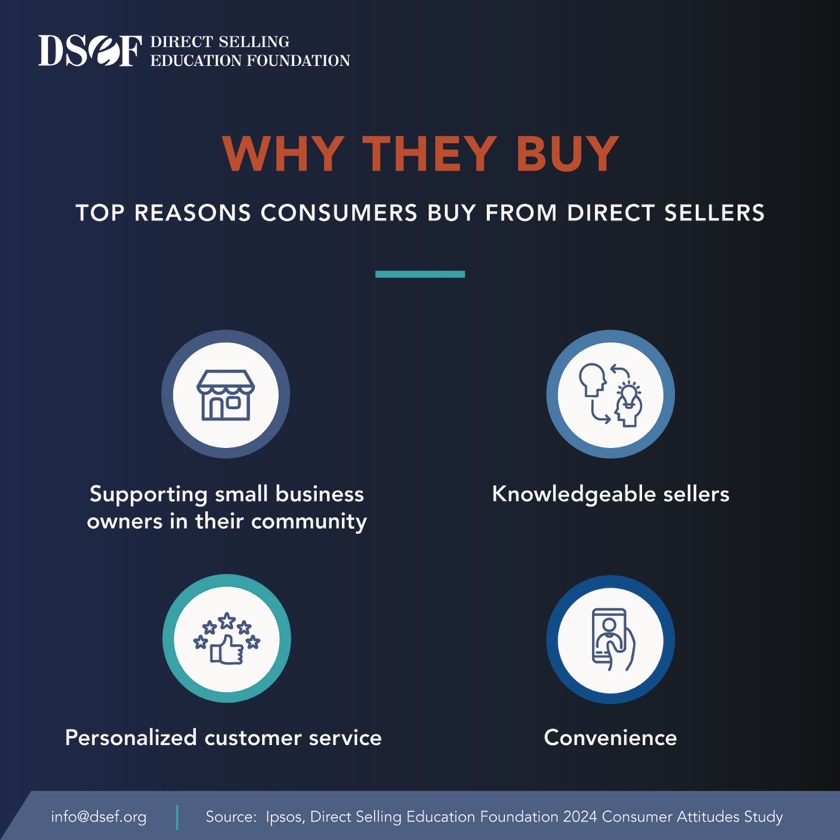 DSEF DIRECT SELLING
EDUCATION FOUNDATION
WHY THEY BUY
TOP REASONS CONSUMERS BUY FROM DIRECT SELLERS
Supporting small business
owners in their community
Knowledgeable sellers
Personalized customer service
Convenience
info@dsef.org
Source: Ipsos, Direct Selling Education Foundation 2024 Consumer Attitudes Study